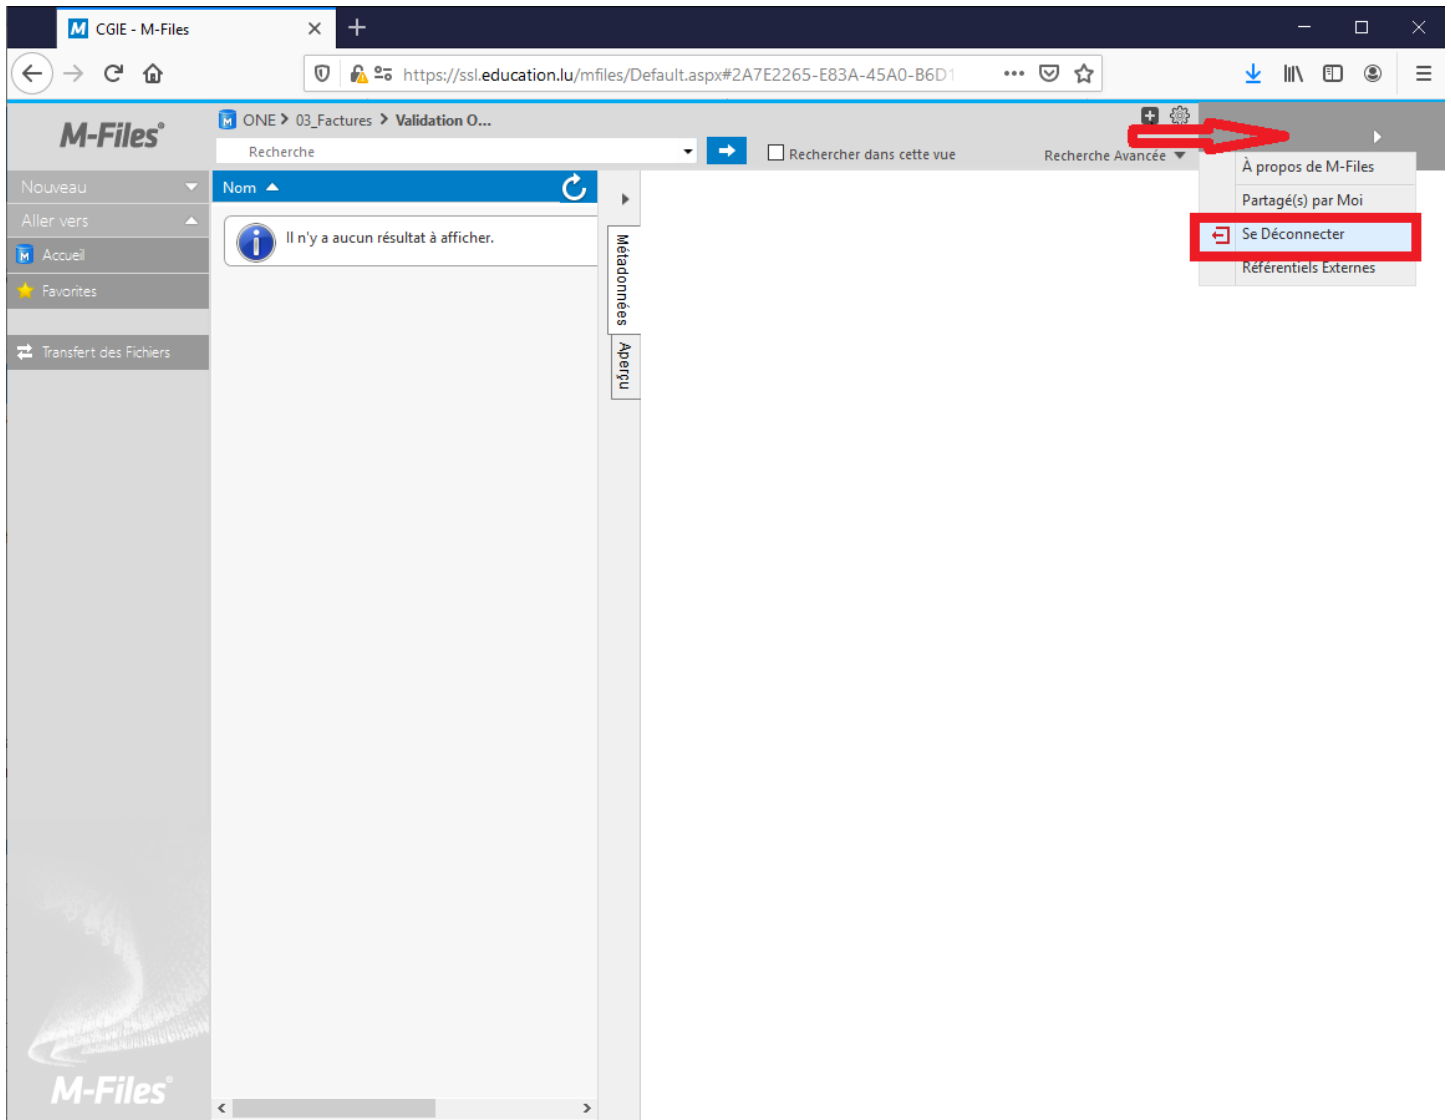 CGIE - M-Files
https://ssl.education.lu/mfiles/Default.aspx#2A7E2265-E83A-45A0-B6D1
M-Files®
ONE > 03_Factures > Validation O...
Recherche
Rechercher dans cette vue
Recherche Avancée
À propos de M-Files
Partagé(s) par Moi
Se Déconnecter
Référentiels Externes
Nouveau
Aller vers
Accueil
Favorites
Transfert des Fichiers
Nom
Il n'y a aucun résultat à afficher.
Métadonnées
Aperçu
M-Files®